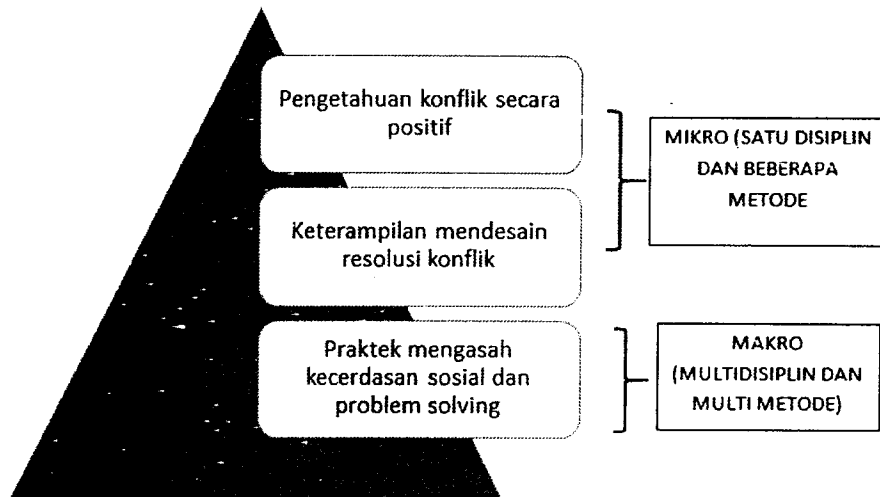 Pengetahuan konflik secara
positif
Keterampilan mendesain
resolusi konflik
Praktek mengasah
kecerdasan sosial dan
problem solving
MIKRO (SATU DISIPLIN
DAN BEBERAPA
METODE
MAKRO
(MULTIDISIPLIN DAN
MULTI METODE)